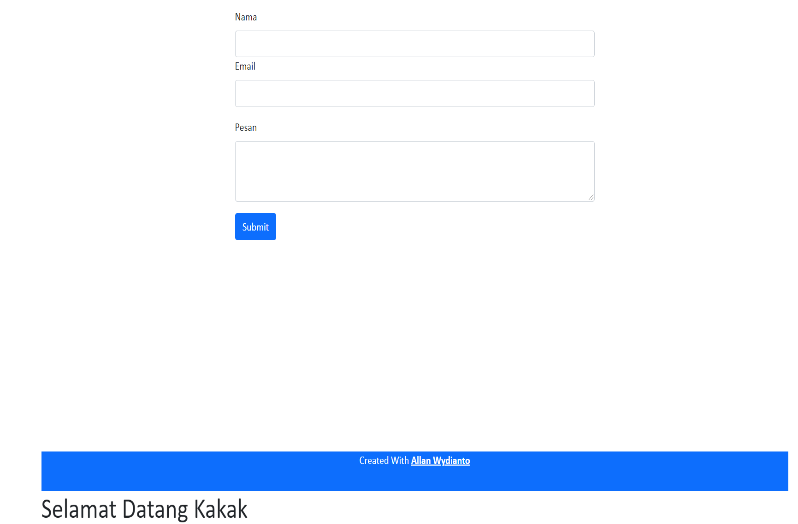 Nama
Email
Pesan
Submit
Created With Allan Wydianto
Selamat Datang Kakak